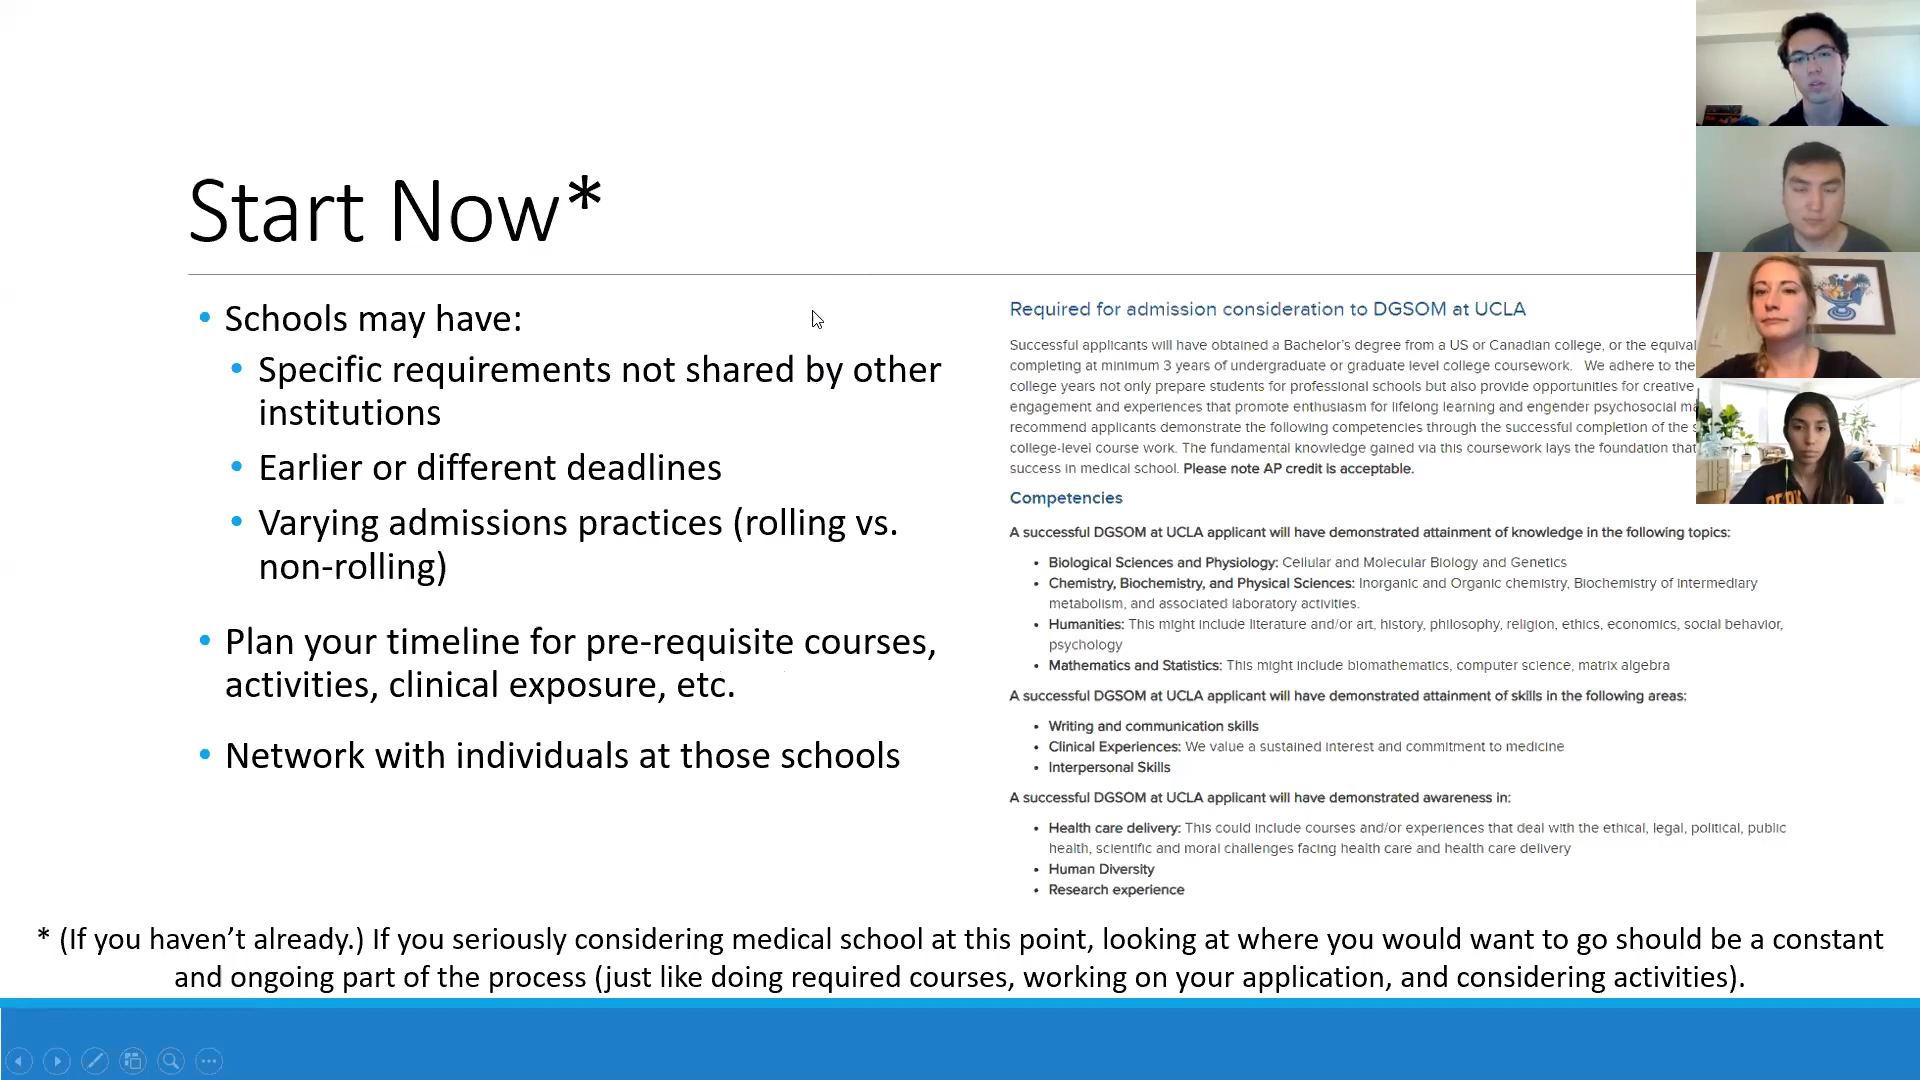 Start Now*
• Schools may have:
• Specific requirements not shared by other
institutions
• Earlier or different deadlines
• Varying admissions practices (rolling vs.
non-rolling)
• Plan your timeline for pre-requisite courses,
activities, clinical exposure, etc.
• Network with individuals at those schools
Required for admission consideration to DGSOM at UCLA
Successful applicants will have obtained a Bachelor's degree from a US or Canadian college, or the equival
completing at minimum 3 years of undergraduate or graduate level college coursework. We adhere to the
college years not only prepare students for professional schools but also provide opportunities for creative
engagement and experiences that promote enthusiasm for lifelong learning and engender psychosocial ma
recommend applicants demonstrate the following competencies through the successful completion of the s
college-level course work. The fundamental knowledge gained via this coursework lays the foundation that
success in medical school. Please note AP credit is acceptable.
Competencies
A successful DGSOM at UCLA applicant will have demonstrated attainment of knowledge in the following topics:
• Biological Sciences and Physiology: Cellular and Molecular Biology and Genetics
• Chemistry, Biochemistry, and Physical Sciences: Inorganic and Organic chemistry, Biochemistry of intermediary
metabolism, and associated laboratory activities.
• Humanities: This might include literature and/or art, history, philosophy, religion, ethics, economics, social behavior,
psychology
• Mathematics and Statistics: This might include biomathematics, computer science, matrix algebra
A successful DGSOM at UCLA applicant will have demonstrated attainment of skills in the following areas:
• Writing and communication skills
• Clinical Experiences: We value a sustained interest and commitment to medicine
• Interpersonal Skills
A successful DGSOM at UCLA applicant will have demonstrated awareness in:
• Health care delivery: This could include courses and/or experiences that deal with the ethical, legal, political, public
health, scientific and moral challenges facing health care and health care delivery
• Human Diversity
• Research experience
* (If you haven't already.) If you seriously considering medical school at this point, looking at where you would want to go should be a constant
and ongoing part of the process (just like doing required courses, working on your application, and considering activities).